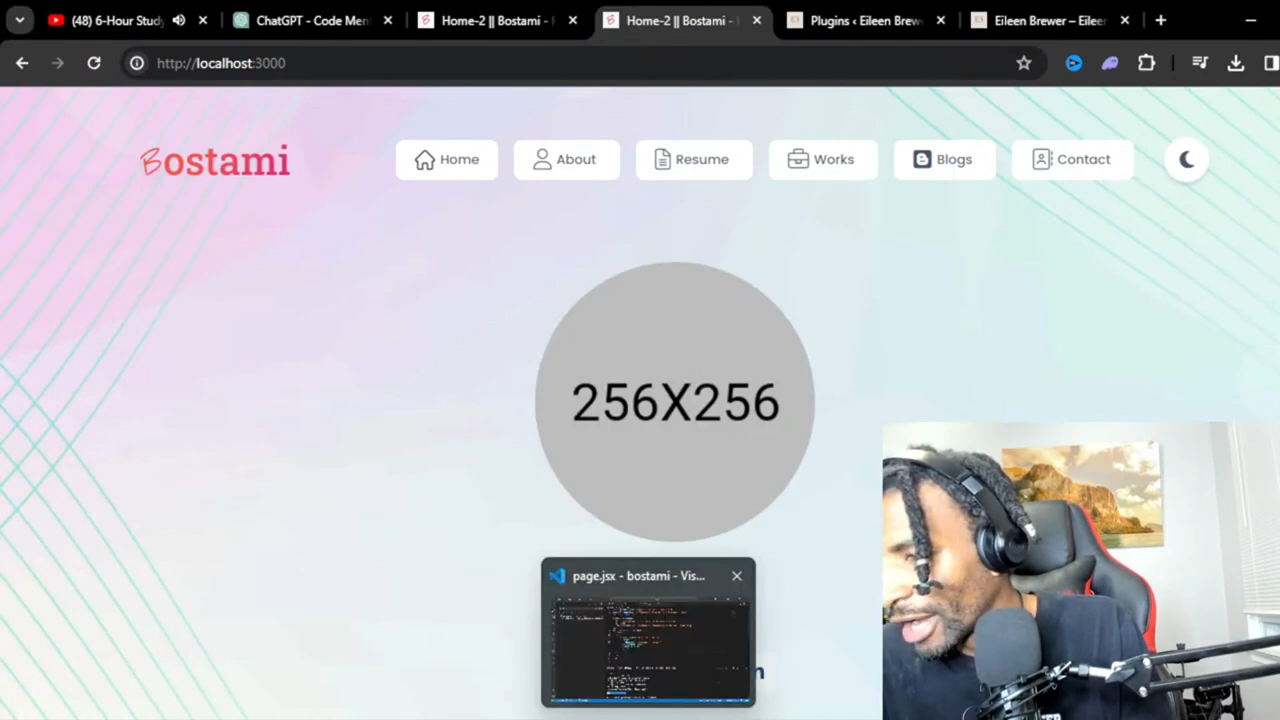 (48) 6-Hour Study
ChatGPT - Code Men
Home-2 || Bostami -
Home-2 || Bostami -
Plugins ‹ Eileen Brew
Eileen Brewer – Eileen
http://localhost:3000
Bostami
Home
About
Resume
Works
Blogs
Contact
256X256
page.jsx - bostami - Vis...
n